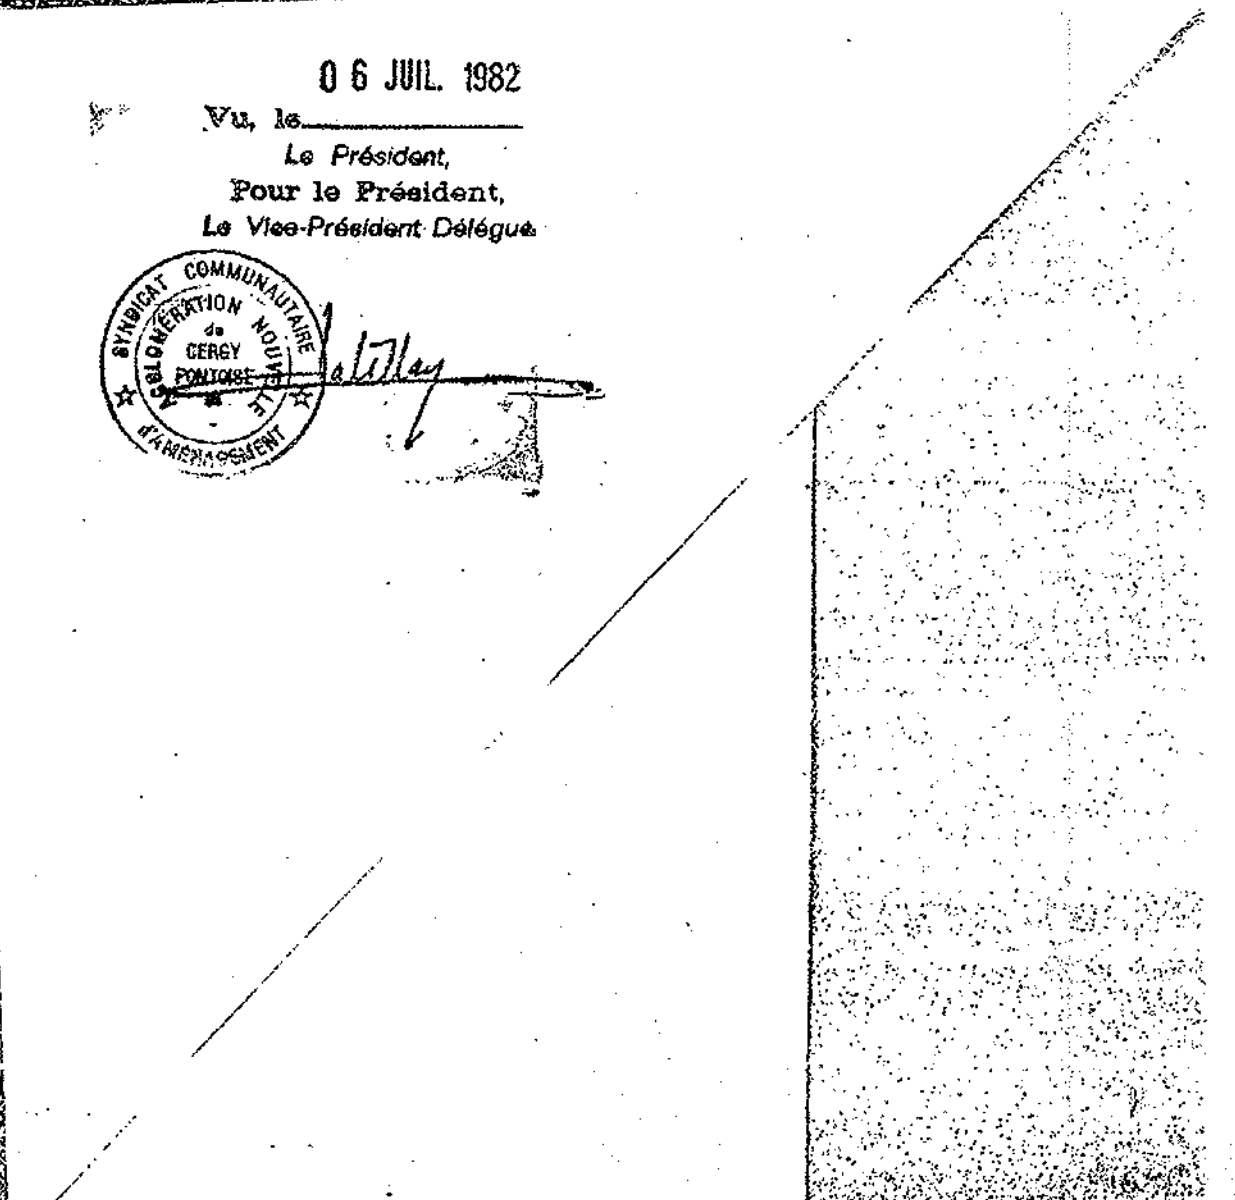 06 JUIL. 1982
Vu, le
Le Président,
Pour le Président,
Le Vice-Président Délégué
SYNDICAT COMMUNAUTAIRE
d'AMÉNAGEMENT
AGGLOMÉRATION NOUVELLE
de
CERGY
PONTOISE